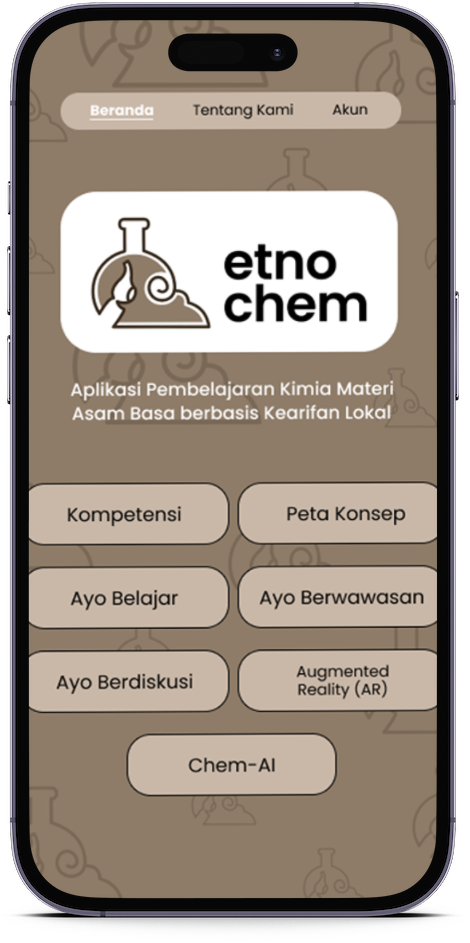 Beranda Tentang Kami Akun
etno
chem
Aplikasi Pembelajaran Kimia Materi
Asam Basa berbasis Kearifan Lokal
Kompetensi Peta Konsep
Ayo Belajar Ayo Berwawasan
Ayo Berdiskusi Augmented
Reality (AR)
Chem-AI